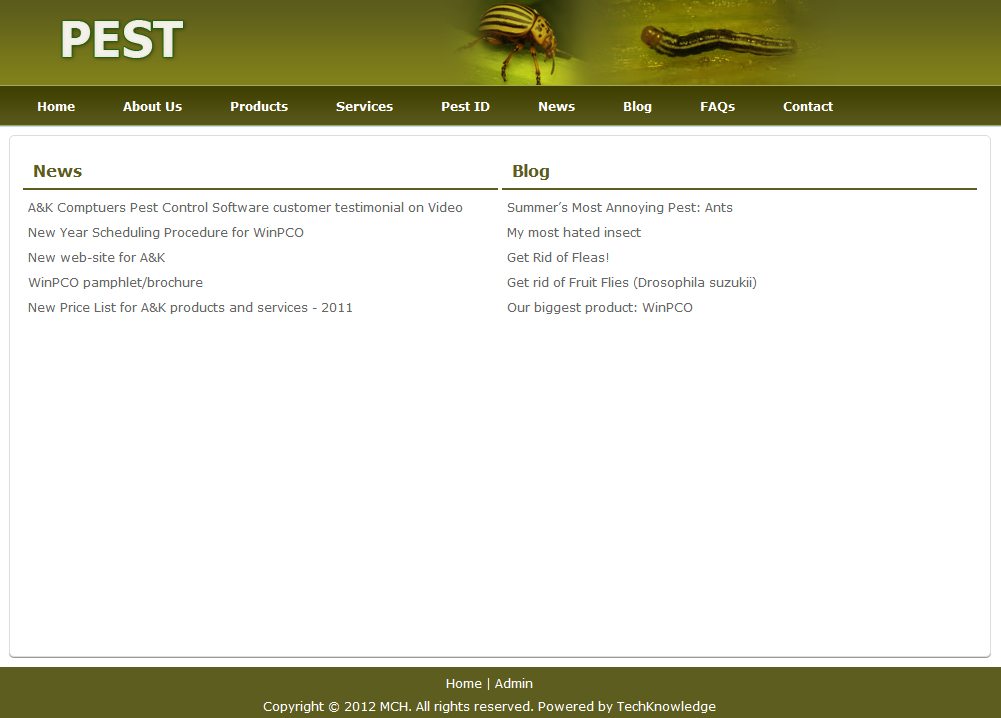 PEST
Home About Us Products Services Pest ID News Blog FAQs Contact
News
A&K Comptuers Pest Control Software customer testimonial on Video
New Year Scheduling Procedure for WinPCO
New web-site for A&K
WinPCO pamphlet/brochure
New Price List for A&K products and services - 2011
Blog
Summer’s Most Annoying Pest: Ants
My most hated insect
Get Rid of Fleas!
Get rid of Fruit Flies (Drosophila suzukii)
Our biggest product: WinPCO
Home | Admin
Copyright © 2012 MCH. All rights reserved. Powered by TechKnowledge